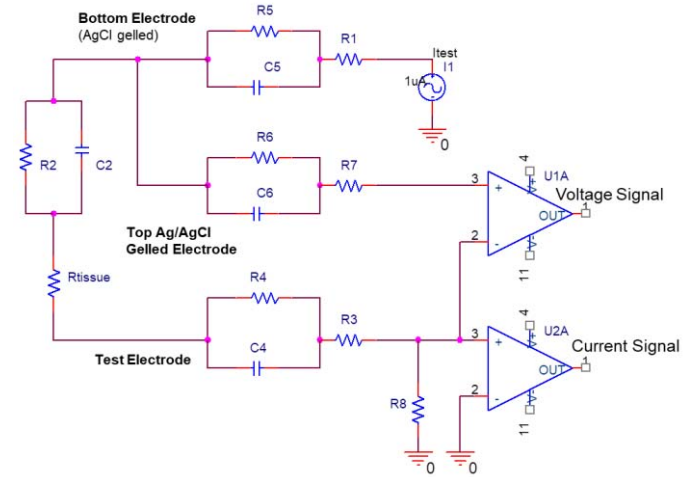 Bottom Electrode
(AgCl gelled)
R5
C5
R1
Itest
I1
1uA
0
R2
C2
R6
C6
R7
Top Ag/AgCl
Gelled Electrode
3
+
2
-
4
V+
U1A
Voltage Signal
OUT
1
V-
11
Rtissue
R4
C4
R3
Test Electrode
R8
0
3
+
2
-
4
V+
U2A
Current Signal
OUT
1
V-
11
0